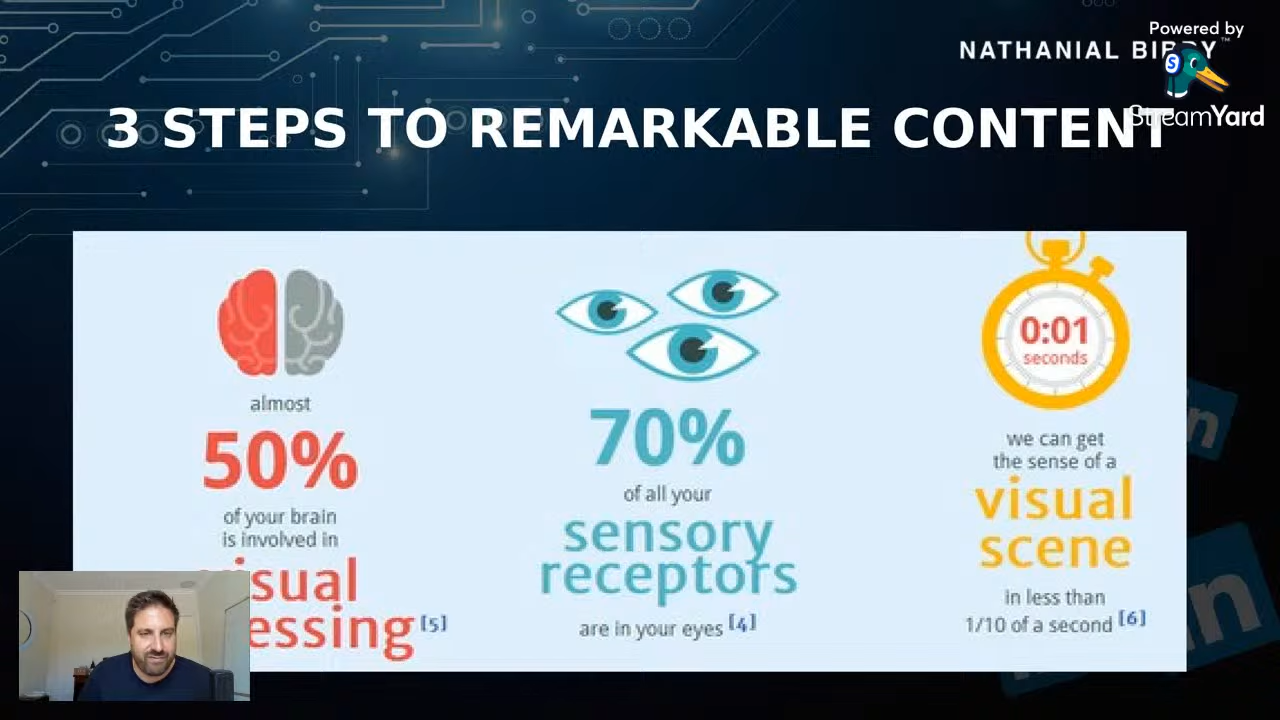 Powered by
NATHANIAL
StreamYard
3 STEPS TO REMARKABLE CONTENT
almost
50%
of your brain
is involved in
70%
of all your
sensory
receptors
are in your eyes [4]
0:01
seconds
we can get
the sense of a
visual
scene
in less than
1/10 of a second [6]
[5]
S
in